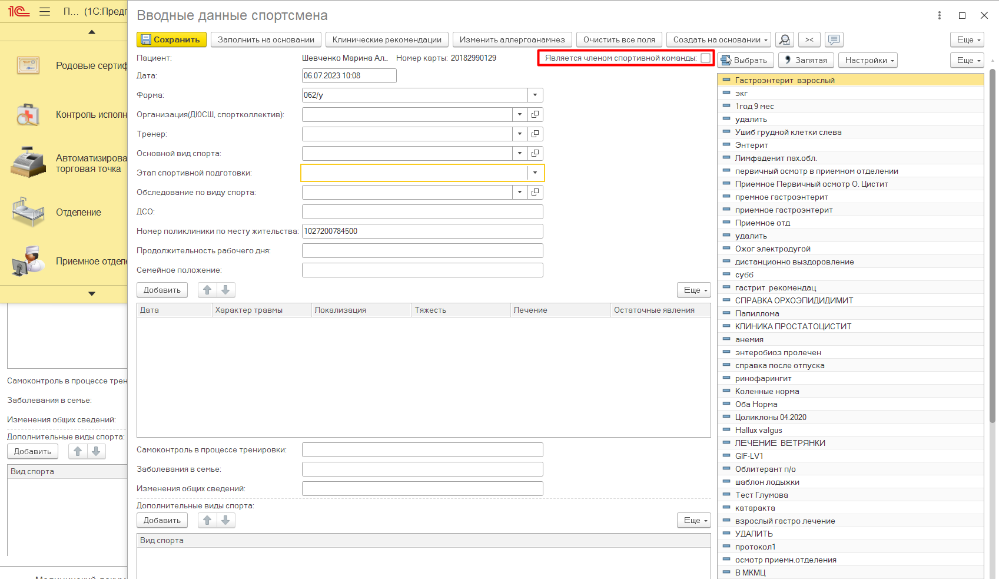 1С П... (1С:Предп
Родовые сертиф
Контроль исполн
Автоматизирова
торговая точка
Отделение
Приемное отделе
Самоконтроль в процессе трен
Заболевания в семье:
Изменения общих сведений:
Дополнительные виды спорта:
Добавить
Вид спорта
Вводные данные спортсмена
Сохранить Заполнить на основании Клинические рекомендации Изменить аллергоанамнез Очистить все поля Создать на основании >< Еще
Пациент: Шевченко Марина Ал... Номер карты: 20182990129 Является членом спортивной команды:
Дата: 06.07.2023 10:08
Форма: 062/у
Организация(ДЮСШ, спортколлектив):
Тренер:
Основной вид спорта:
Этап спортивной подготовки:
Обследование по виду спорта:
ДСО:
Номер поликлиники по месту жительства: 1027200784500
Продолжительность рабочего дня:
Семейное положение:
Добавить Еще
Дата Характер травмы Локализация Тяжесть Лечение Остаточные явления
Самоконтроль в процессе тренировки:
Заболевания в семье:
Изменения общих сведений:
Дополнительные виды спорта:
Добавить Еще
Вид спорта
Выбрать Запятая Настройки Еще
Гастроэнтерит взрослый
экг
1год 9 мес
удалить
Ушиб грудной клетки слева
Энтерит
Лимфаденит пах.обл.
первичный осмотр в приемном отделении
Приемное Первичный осмотр О. Цистит
премное гастроэнтерит
приемное гастроэнтерит
Приемное отд
удалить
Ожог электродугой
дистанционно выздоровление
субб
гастрит рекомендац
СПРАВКА ОРХОЭПИДИДИМИТ
Папиллома
КЛИНИКА ПРОСТАТОЦИСТИТ
анемия
энтеробиоз пролечен
справка после отпуска
ринофарингит
Коленные норма
Оба Норма
Цоликлоны 04.2020
Hallux valgus
ЛЕЧЕНИЕ ВЕТРЯНКИ
GIF-LV1
Облитерант п/о
шаблон лодыжки
Тест Глумова
катаракта
взрослый гастро лечение
УДАЛИТЬ
протокол1
осмотр приемн.отделения
В МКМЦ